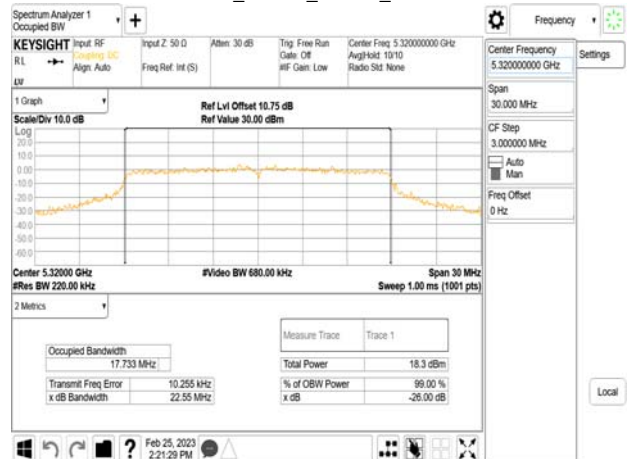 Spectrum Analyzer 1
Occupied BW
+
Frequency
KEYSIGHT
RL
Input: RF
Coupling: DC
Align: Auto
Input Z: 50 Ω
Freq Ref: Int (S)
Atten: 30 dB
Trig: Free Run
Gate: Off
#IF Gain: Low
Center Freq: 5.320000000 GHz
Avg|Hold: 10/10
Radio Std: None
1 Graph
Scale/Div 10.0 dB
Ref Lvl Offset 10.75 dB
Ref Value 30.00 dBm
Log
20.0
10.0
0.00
-10.0
-20.0
-30.0
-40.0
-50.0
-60.0
Center 5.32000 GHz
#Res BW 220.00 kHz
#Video BW 680.00 kHz
Span 30 MHz
Sweep 1.00 ms (1001 pts)
2 Metrics
Measure Trace Trace 1
Occupied Bandwidth
17.733 MHz
Total Power 18.3 dBm
Transmit Freq Error 10.255 kHz
% of OBW Power 99.00 %
x dB Bandwidth 22.55 MHz
x dB -26.00 dB
Center Frequency
5.320000000 GHz
Settings
Span
30.000 MHz
CF Step
3.000000 MHz
Auto
Man
Freq Offset
0 Hz
Local
?
Feb 25, 2023
2:21:29 PM